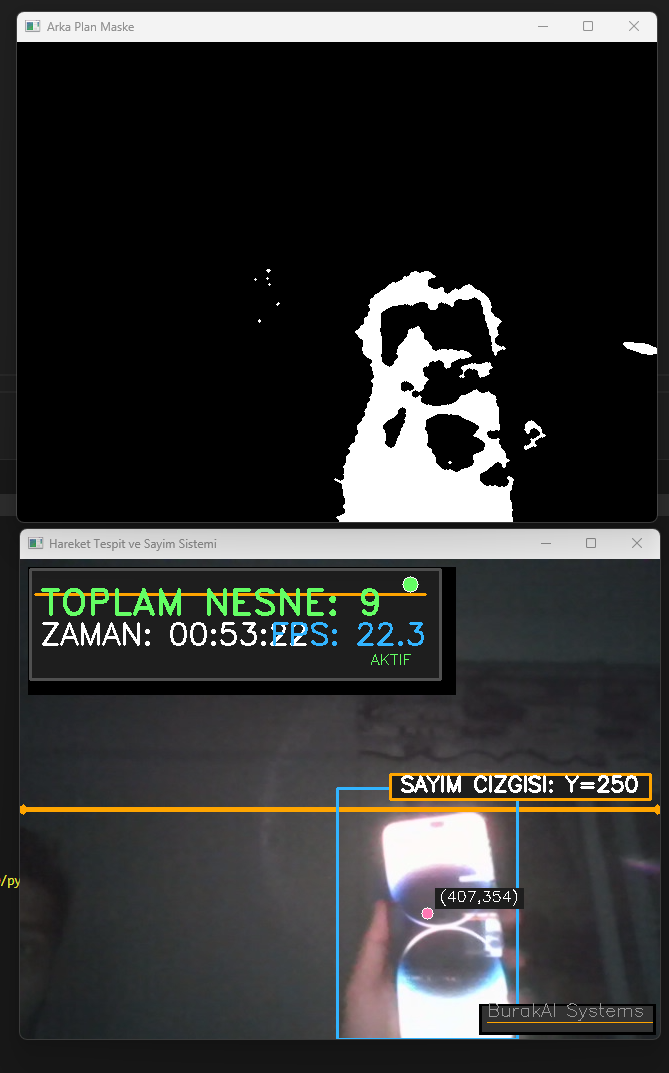 Arka Plan Maske
Hareket Tespit ve Sayim Sistemi
TOPLAM NESNE: 9
ZAMAN: 00:53:22
FPS: 22.3
AKTIF
SAYIM CIZGISI: Y=250
/py
(407,354)
BurakAI Systems